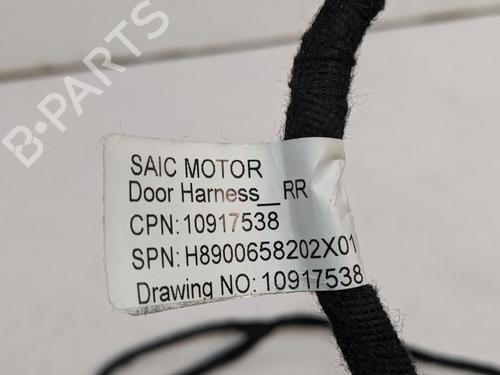 B-PARTS
SAIC MOTOR
Door Harness__RR
CPN:10917538
SPN:H8900658202X01
Drawing NO:10917538